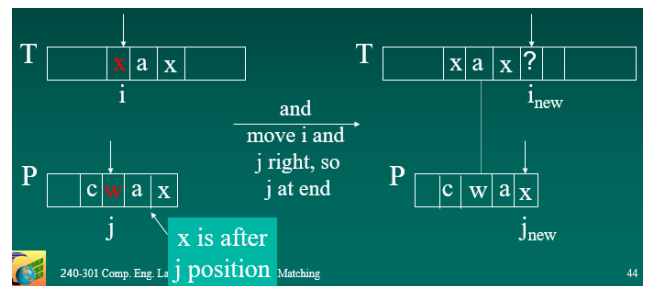 T
x a x
i
and
move i and
j right, so
j at end
T
x a x ?
i new
P
c w a x
j
x is after
j position
P
c w a x
j new
240-301 Comp. Eng. La
Matching
44